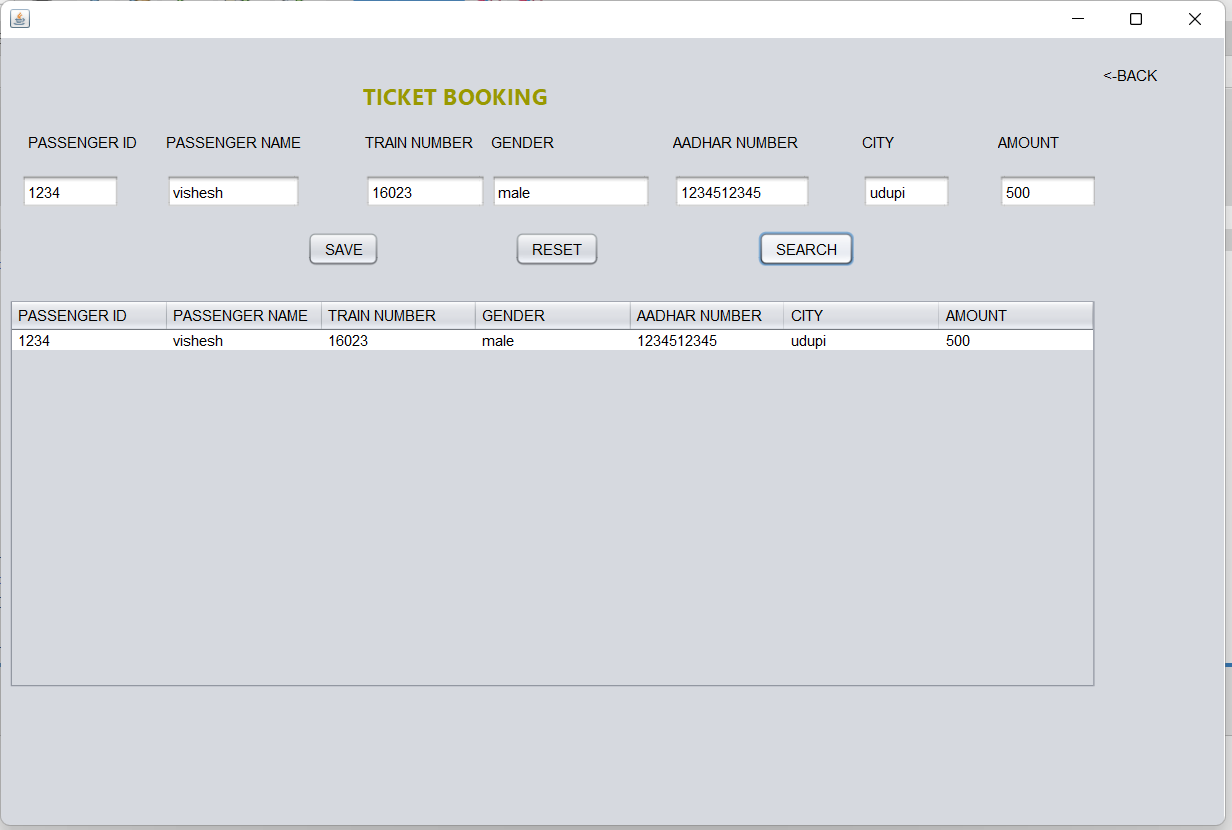 <-BACK
TICKET BOOKING
PASSENGER ID PASSENGER NAME TRAIN NUMBER GENDER AADHAR NUMBER CITY AMOUNT
1234 vishesh 16023 male 1234512345 udupi 500
SAVE RESET SEARCH
PASSENGER ID PASSENGER NAME TRAIN NUMBER GENDER AADHAR NUMBER CITY AMOUNT
1234 vishesh 16023 male 1234512345 udupi 500